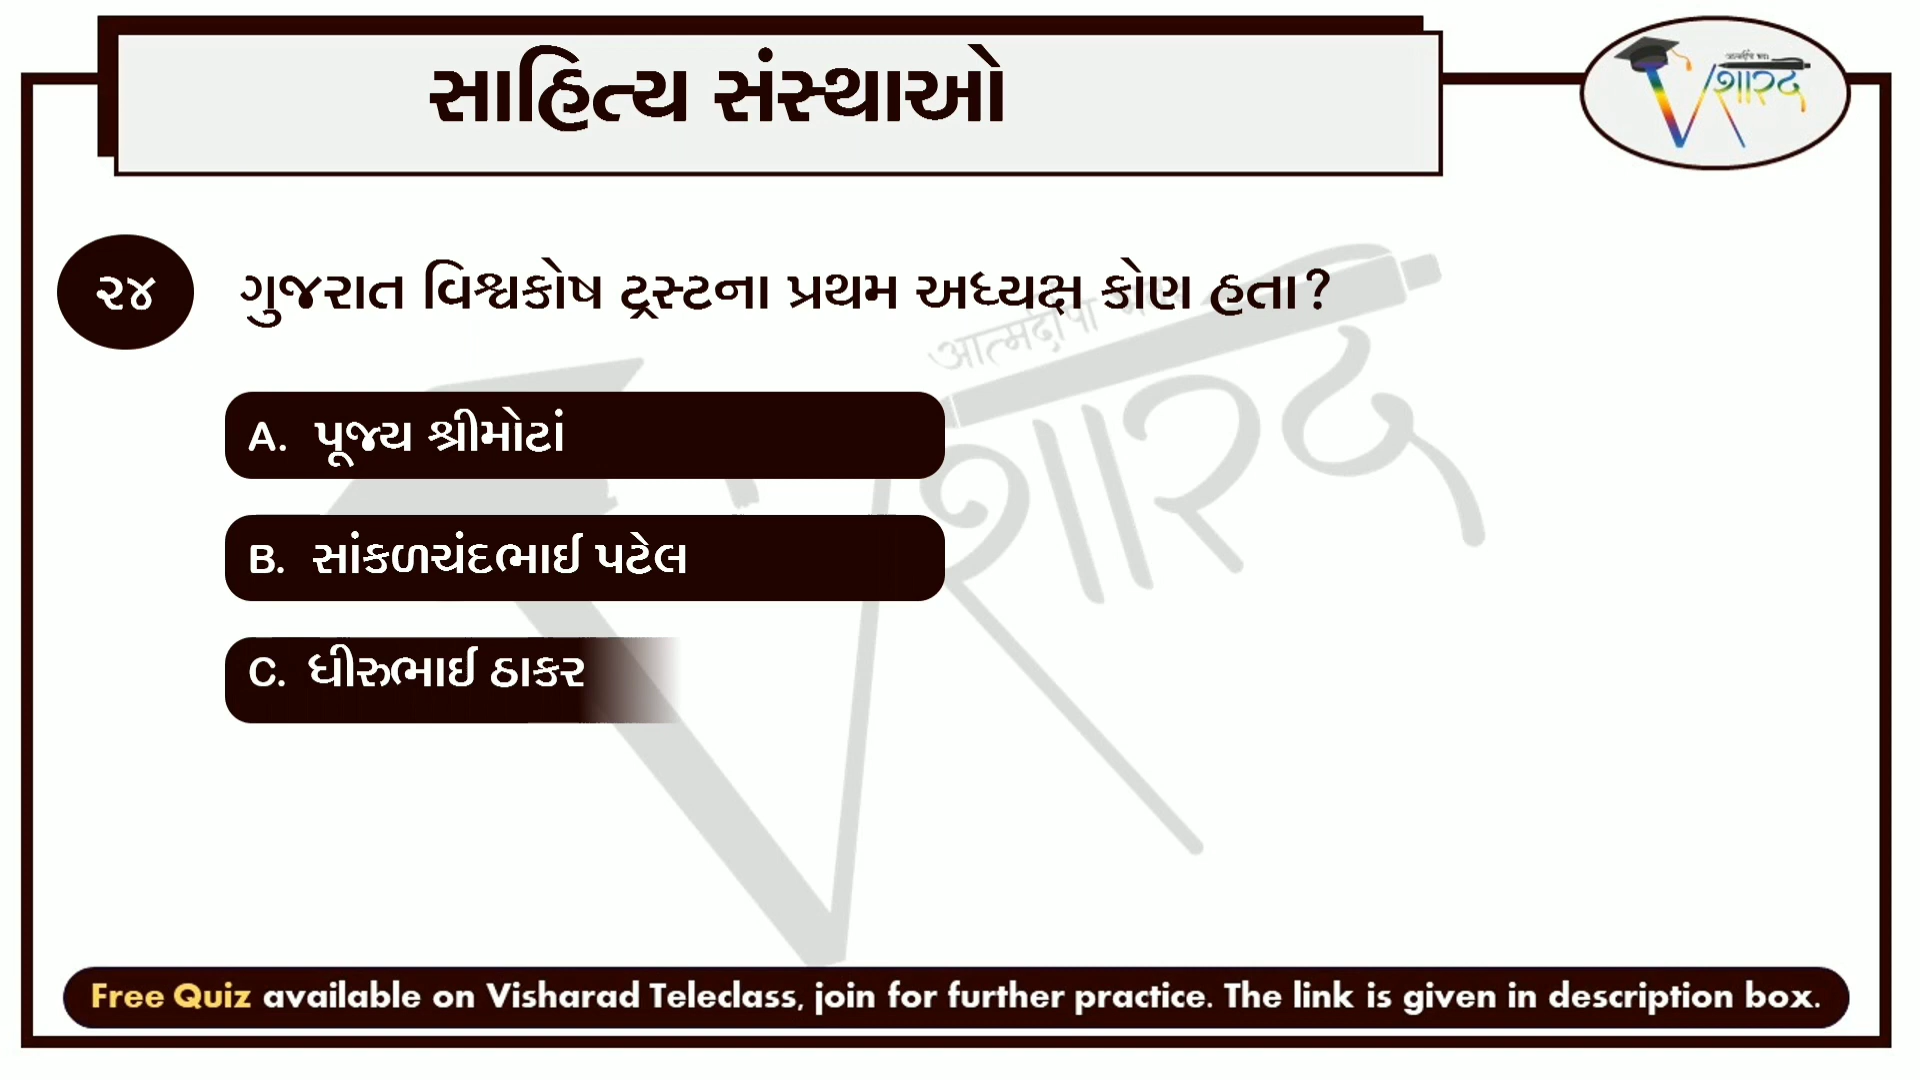 સાહિત્ય સંસ્થાઓ
શારદ
૨૪ ગુજરાત વિશ્વકોષ ટ્રસ્ટના પ્રથમ અધ્યક્ષ કોણ હતા?
A. પૂજ્ય શ્રીમોટાં
B. સાંકળચંદભાઈ પટેલ
C. ધીરુભાઈ ઠાકર
Free Quiz available on Visharad Teleclass, join for further practice. The link is given in description box.